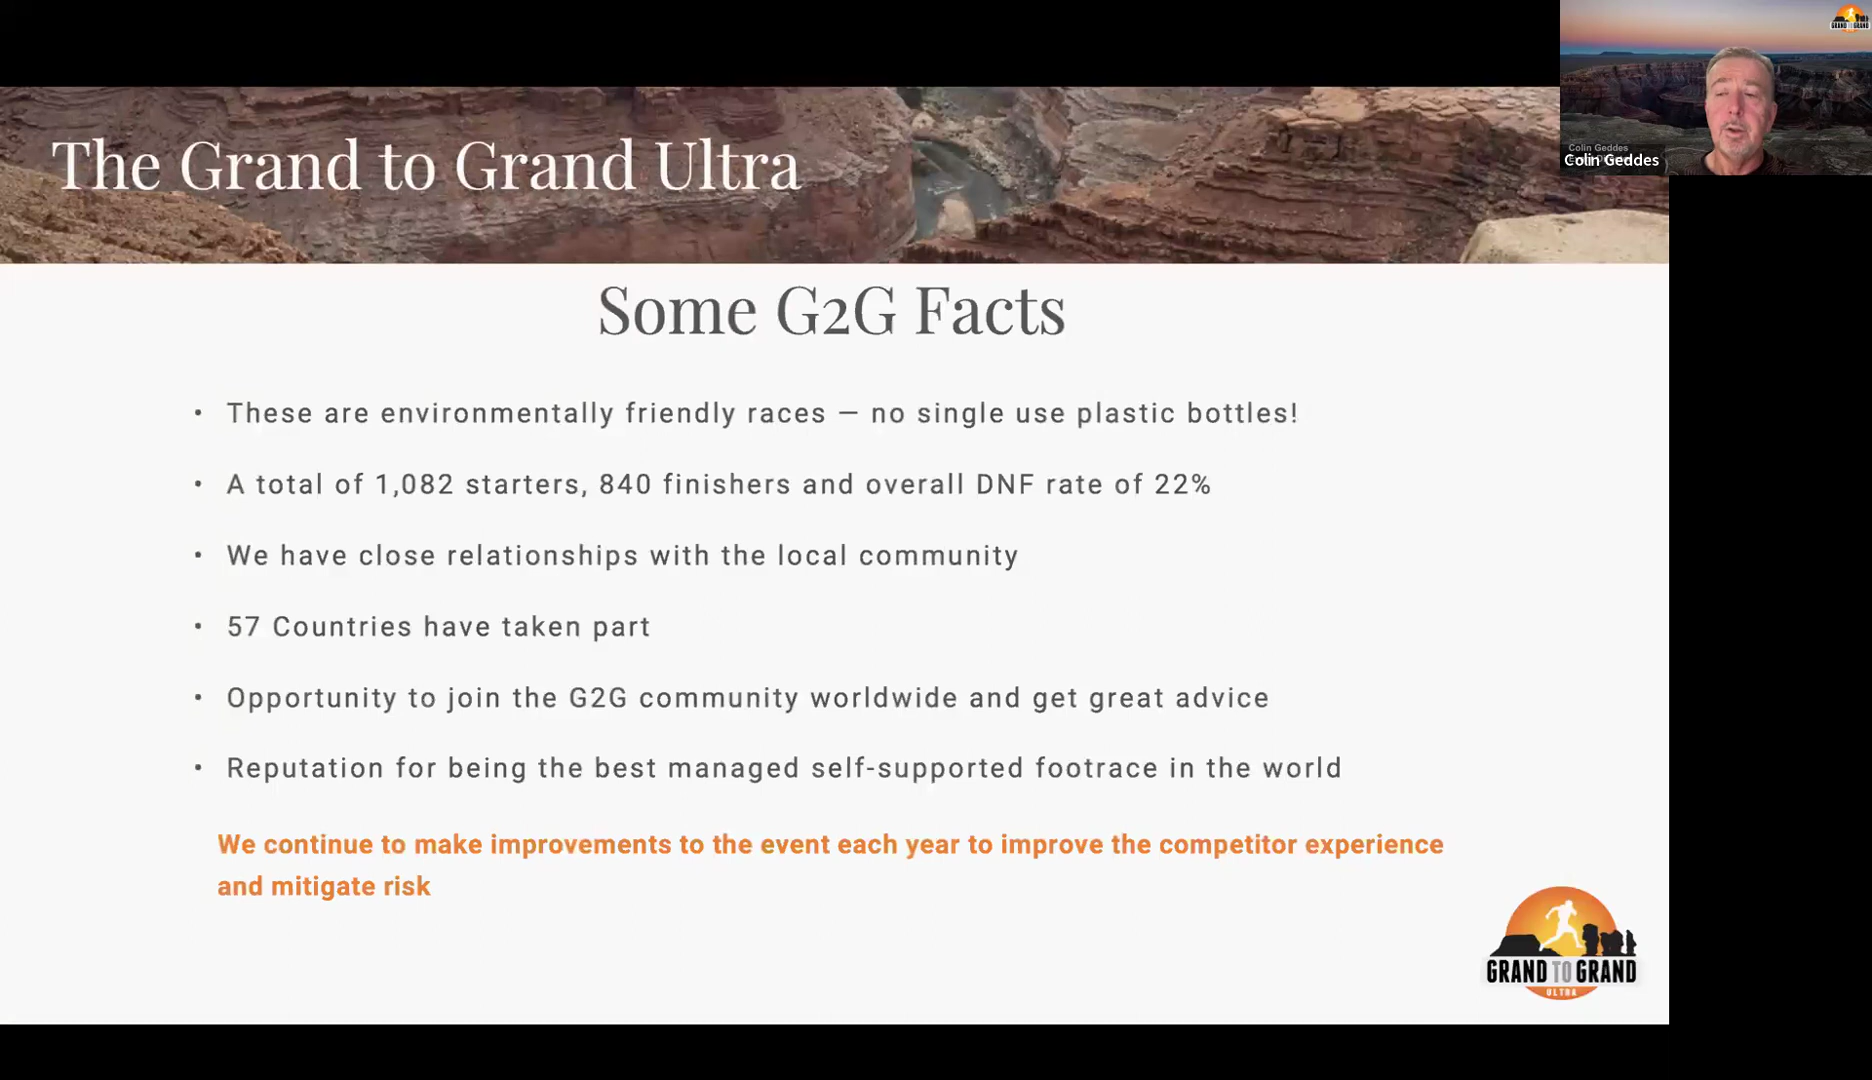 The Grand to Grand Ultra
GRAND TO GRAND
Colin Geddes
Colin Geddes
Some G2G Facts
• These are environmentally friendly races — no single use plastic bottles!
• A total of 1,082 starters, 840 finishers and overall DNF rate of 22%
• We have close relationships with the local community
• 57 Countries have taken part
• Opportunity to join the G2G community worldwide and get great advice
• Reputation for being the best managed self-supported footrace in the world
We continue to make improvements to the event each year to improve the competitor experience
and mitigate risk
GRAND TO GRAND
ULTRA